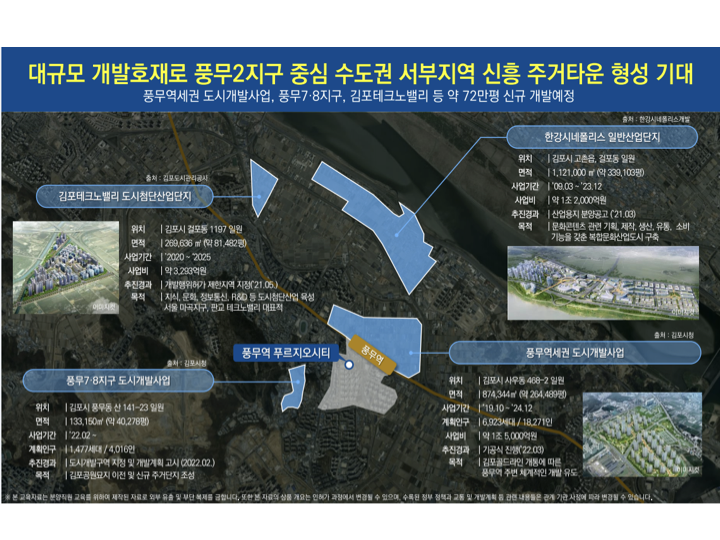 대규모 개발호재로 풍무2지구 중심 수도권 서부지역 신흥 주거타운 형성 기대
풍무역세권 도시개발사업, 풍무7·8지구, 김포테크노밸리 등 약 72만평 신규 개발예정
출처 : 한강시네폴리스개발
한강시네폴리스 일반산업단지
위치 | 김포시 고촌읍, 걸포동 일원
면적 | 1,121,000 ㎡ (약 339,103평)
사업기간 | '09.03 ~ '23.12
사업비 | 약 1조 2,000억원
추진경과 | 산업용지 분양공고 ('21.03)
목적 | 문화콘텐츠 관련 기획, 제작, 생산, 유통, 소비
기능을 갖춘 복합문화산업도시 구축
이미지컷
출처 : 김포도시관리공사
김포테크노밸리 도시첨단산업단지
위치 | 김포시 걸포동 1197 일원
면적 | 269,636 ㎡ (약 81,482평)
사업기간 | '2020 ~ '2025
사업비 | 약 3,293억원
추진경과 | 개발행위허가 제한지역 지정('21.05.)
목적 | 지식, 문화, 정보통신, R&D 등 도시첨단산업 육성
서울 마곡지구, 판교 테크노밸리 대표적
이미지컷
풍무역 푸르지오시티
풍무역
출처 : 김포시청
풍무7·8지구 도시개발사업
위치 | 김포시 풍무동 산 141-23 일원
면적 | 133,150㎡ (약 40,278평)
사업기간 | '22.02 ~
계획인구 | 1,477세대 / 4,016인
추진경과 | 도시개발구역 지정 및 개발계획 고시 (2022.02.)
목적 | 김포공원묘지 이전 및 신규 주거단지 조성
출처 : 김포시청
풍무역세권 도시개발사업
위치 | 김포시 사우동 468-2 일원
면적 | 874,344㎡ (약 264,489평)
사업기간 | '19.10 ~ '24.12
계획인구 | 6,923세대 / 18,271인
사업비 | 약 1조 5,000억원
추진경과 | 기공식 진행('22.03)
목적 | 김포골드라인 개통에 따른
풍무역 주변 체계적인 개발 유도
이미지컷
※ 본 교육자료는 분양직원 교육를 위하여 제작된 자료로 외부 유출 및 무단 복제를 금합니다. 또한 본 자료의 상품 개요는 인허가 과정에서 변경될 수 있으며, 수록된 정부 정책과 교통 및 개발계획 등 관련 내용들은 관계 기관 사정에 따라 변경될 수 있습니다.